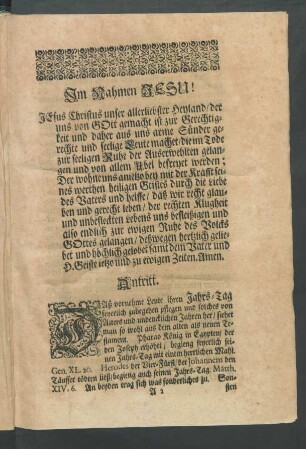 Im Nahmen JESU!
JEsus Christus unser allerliebster Heyland/der
uns von GOtt gemacht ist zur Gerechtig-
keit und daher aus uns arme Sünder ge-
rechte und seelige Leute machet/die im Tode
zur seeligen Ruhe der Auserwehlten gelan-
gen und von allem Ubel befreyet werden;
Der wohne uns allen bey mit der Krafft sei-
nes werthen heiligen Geistes durch die Liebe
des Vaters und helffe/daß wir recht glau-
ben und gerecht leben/der rechten Klugheit
und unbefleckten Lebens uns befleißigen und
also endlich zur ewigen Ruhe des Volcks
GOttes gelangen/deßwegen hertzlich gelie-
bet und höchlich gelobet samt dem Vater und
H. Geiste ietzo und zu ewigen Zeiten. Amen.
Antritt.
Daß vornehme Leute ihren Jahrs-Tag
feyerlich zubegehen pflegen und solches von
Alters und undencklichen Jahren her/siehet
man so wohl aus dem alten als neuen Te-
stament. Pharao König in Egypten/der
den Joseph erhöhet/begieng feyerlich sei-
nen Jahrs-Tag mit einem herrlichen Mahl.
Gen. XL. 20. Herodes der Vier-Fürst/der Johannem den
Täuffer tödten ließ/begieng auch seinen Jahrs-Tag. Matth.
XIV. 6. An beyden trug sich was sonderliches zu. Son-
A 2 sten